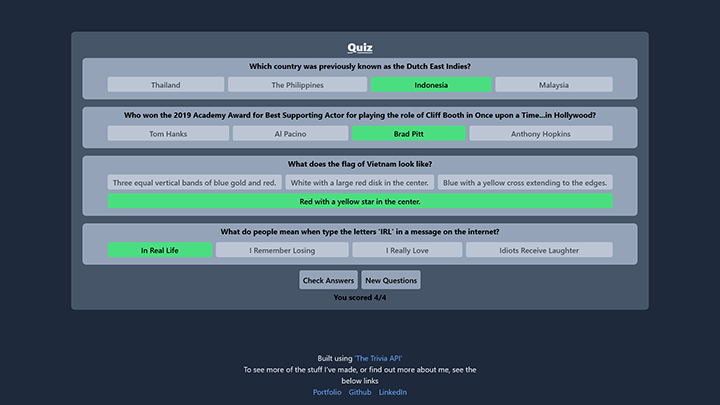 Quiz
Which country was previously known as the Dutch East Indies?
Thailand The Philippines Indonesia Malaysia
Who won the 2019 Academy Award for Best Supporting Actor for playing the role of Cliff Booth in Once upon a Time...in Hollywood?
Tom Hanks Al Pacino Brad Pitt Anthony Hopkins
What does the flag of Vietnam look like?
Three equal vertical bands of blue gold and red. White with a large red disk in the center. Blue with a yellow cross extending to the edges.
Red with a yellow star in the center.
What do people mean when type the letters 'IRL' in a message on the internet?
In Real Life I Remember Losing I Really Love Idiots Receive Laughter
Check Answers New Questions
You scored 4/4
Built using 'The Trivia API'
To see more of the stuff I've made, or find out more about me, see the
below links
Portfolio Github LinkedIn